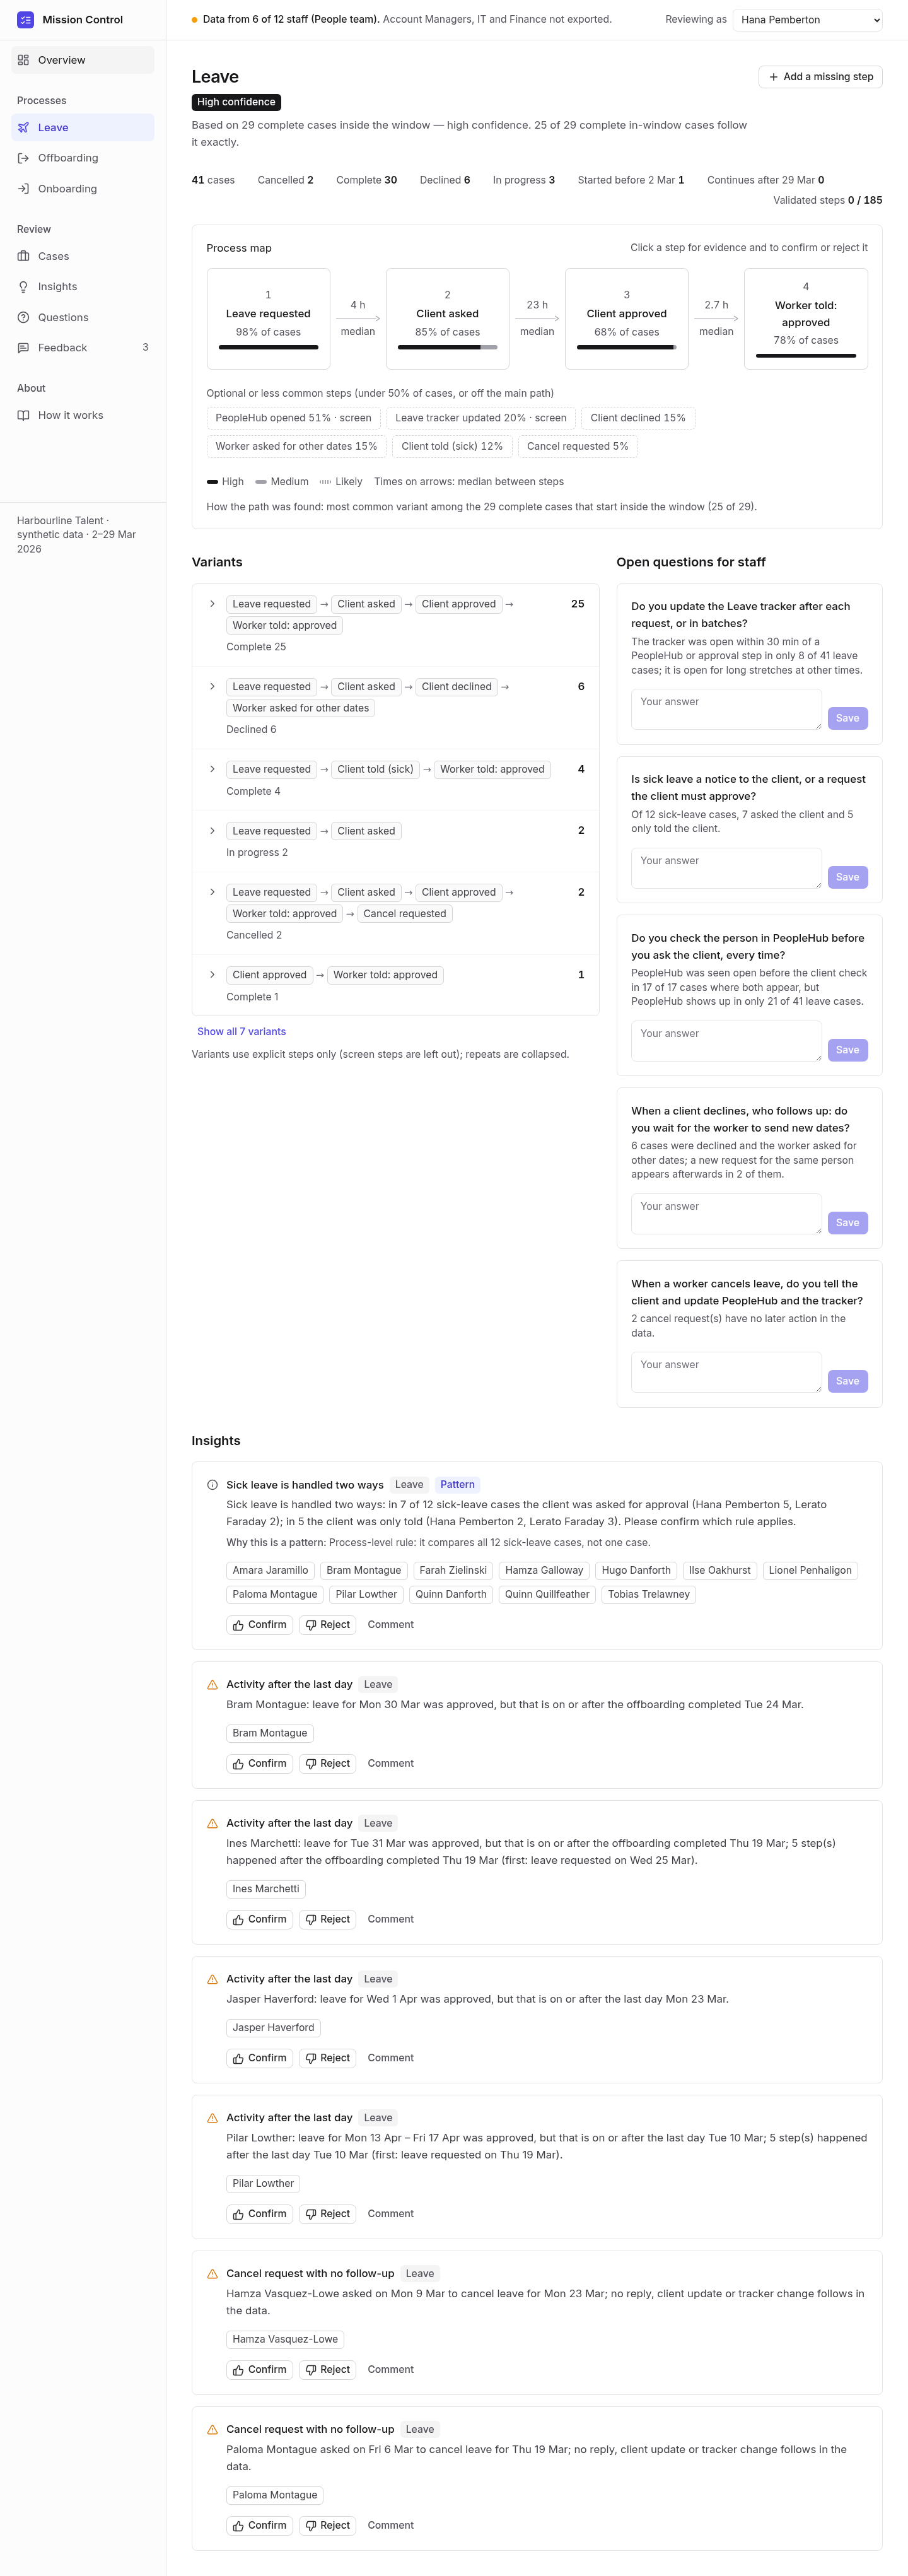 Mission Control
Overview
Processes
Leave
Offboarding
Onboarding
Review
Cases
Insights
Questions
Feedback 3
About
How it works
Harbourline Talent ·
synthetic data · 2–29 Mar
2026
Data from 6 of 12 staff (People team). Account Managers, IT and Finance not exported.
Reviewing as Hana Pemberton
Leave
Add a missing step
High confidence
Based on 29 complete cases inside the window — high confidence. 25 of 29 complete in-window cases follow
it exactly.
41 cases Cancelled 2 Complete 30 Declined 6 In progress 3 Started before 2 Mar 1 Continues after 29 Mar 0
Validated steps 0 / 185
Process map
Click a step for evidence and to confirm or reject it
1
Leave requested
98% of cases
4 h
median
2
Client asked
85% of cases
23 h
median
3
Client approved
68% of cases
2.7 h
median
4
Worker told:
approved
78% of cases
Optional or less common steps (under 50% of cases, or off the main path)
PeopleHub opened 51% · screen Leave tracker updated 20% · screen Client declined 15%
Worker asked for other dates 15% Client told (sick) 12% Cancel requested 5%
High Medium Likely Times on arrows: median between steps
How the path was found: most common variant among the 29 complete cases that start inside the window (25 of 29).
Variants
Leave requested → Client asked → Client approved → 25
Worker told: approved
Complete 25
Leave requested → Client asked → Client declined → 6
Worker asked for other dates
Declined 6
Leave requested → Client told (sick) → Worker told: approved 4
Complete 4
Leave requested → Client asked 2
In progress 2
Leave requested → Client asked → Client approved → 2
Worker told: approved → Cancel requested
Cancelled 2
Client approved → Worker told: approved 1
Complete 1
Show all 7 variants
Variants use explicit steps only (screen steps are left out); repeats are collapsed.
Open questions for staff
Do you update the Leave tracker after each
request, or in batches?
The tracker was open within 30 min of a
PeopleHub or approval step in only 8 of 41 leave
cases; it is open for long stretches at other times.
Your answer
Save
Is sick leave a notice to the client, or a request
the client must approve?
Of 12 sick-leave cases, 7 asked the client and 5
only told the client.
Your answer
Save
Do you check the person in PeopleHub before
you ask the client, every time?
PeopleHub was seen open before the client check
in 17 of 17 cases where both appear, but
PeopleHub shows up in only 21 of 41 leave cases.
Your answer
Save
When a client declines, who follows up: do
you wait for the worker to send new dates?
6 cases were declined and the worker asked for
other dates; a new request for the same person
appears afterwards in 2 of them.
Your answer
Save
When a worker cancels leave, do you tell the
client and update PeopleHub and the tracker?
2 cancel request(s) have no later action in the
data.
Your answer
Save
Insights
Sick leave is handled two ways Leave Pattern
Sick leave is handled two ways: in 7 of 12 sick-leave cases the client was asked for approval (Hana Pemberton 5, Lerato
Faraday 2); in 5 the client was only told (Hana Pemberton 2, Lerato Faraday 3). Please confirm which rule applies.
Why this is a pattern: Process-level rule: it compares all 12 sick-leave cases, not one case.
Amara Jaramillo Bram Montague Farah Zielinski Hamza Galloway Hugo Danforth Ilse Oakhurst Lionel Penhaligon
Paloma Montague Pilar Lowther Quinn Danforth Quinn Quillfeather Tobias Trelawney
Confirm Reject Comment
Activity after the last day Leave
Bram Montague: leave for Mon 30 Mar was approved, but that is on or after the offboarding completed Tue 24 Mar.
Bram Montague
Confirm Reject Comment
Activity after the last day Leave
Ines Marchetti: leave for Tue 31 Mar was approved, but that is on or after the offboarding completed Thu 19 Mar; 5 step(s)
happened after the offboarding completed Thu 19 Mar (first: leave requested on Wed 25 Mar).
Ines Marchetti
Confirm Reject Comment
Activity after the last day Leave
Jasper Haverford: leave for Wed 1 Apr was approved, but that is on or after the last day Mon 23 Mar.
Jasper Haverford
Confirm Reject Comment
Activity after the last day Leave
Pilar Lowther: leave for Mon 13 Apr – Fri 17 Apr was approved, but that is on or after the last day Tue 10 Mar; 5 step(s) happened
after the last day Tue 10 Mar (first: leave requested on Thu 19 Mar).
Pilar Lowther
Confirm Reject Comment
Cancel request with no follow-up Leave
Hamza Vasquez-Lowe asked on Mon 9 Mar to cancel leave for Mon 23 Mar; no reply, client update or tracker change follows in
the data.
Hamza Vasquez-Lowe
Confirm Reject Comment
Cancel request with no follow-up Leave
Paloma Montague asked on Fri 6 Mar to cancel leave for Thu 19 Mar; no reply, client update or tracker change follows in the
data.
Paloma Montague
Confirm Reject Comment